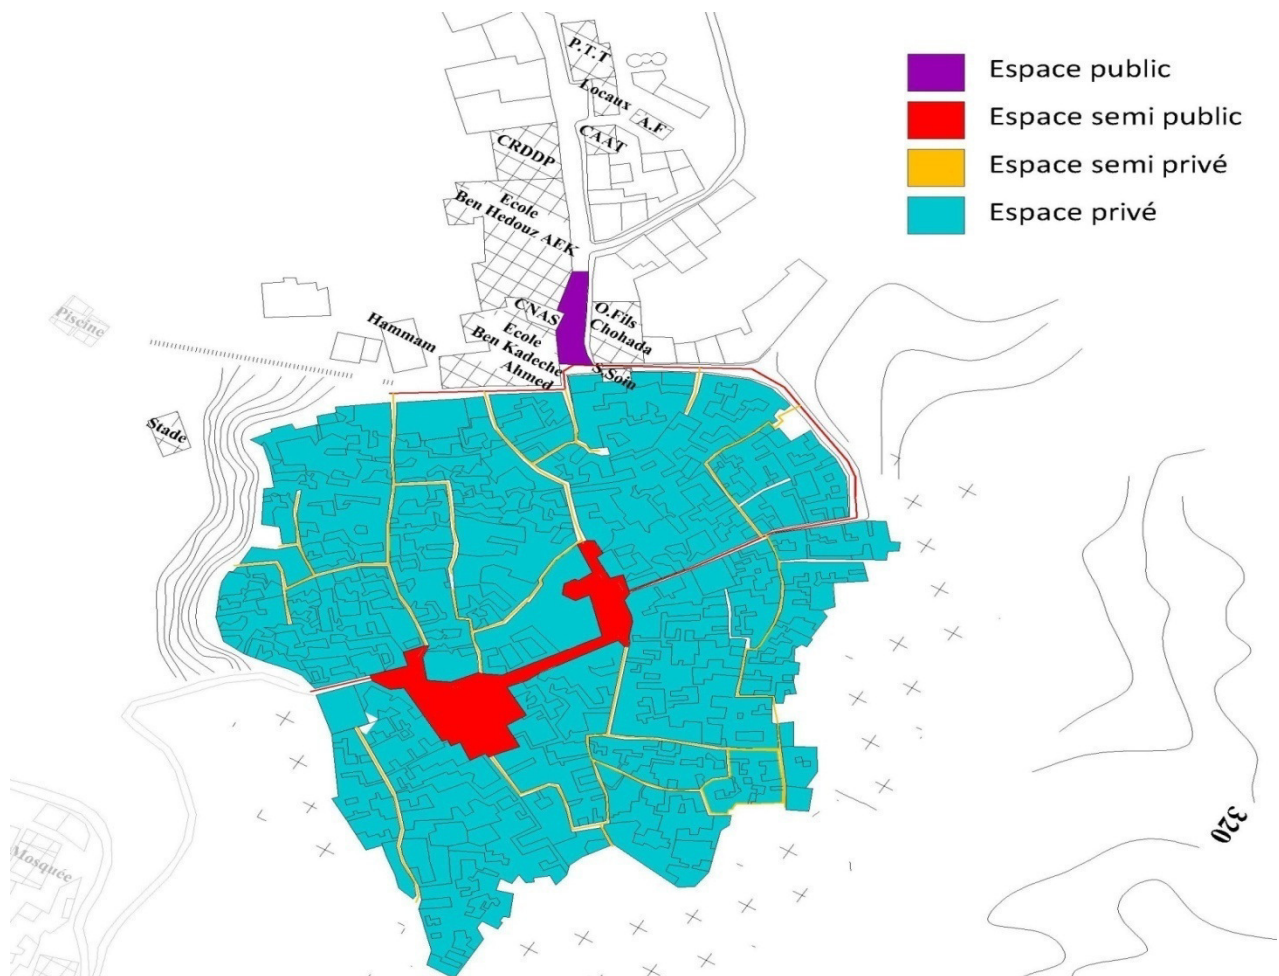 P.T.T
Locaux
A.F
CAAT
CRDDP
Ecole
Ben Hedouz AEK
CNAS
O.Fils
Chohada
Ecole
Ben Kadeche
Ahmed
S.Soin
Hammam
Piscine
Stade
Mosquée
320
Espace public
Espace semi public
Espace semi privé
Espace privé